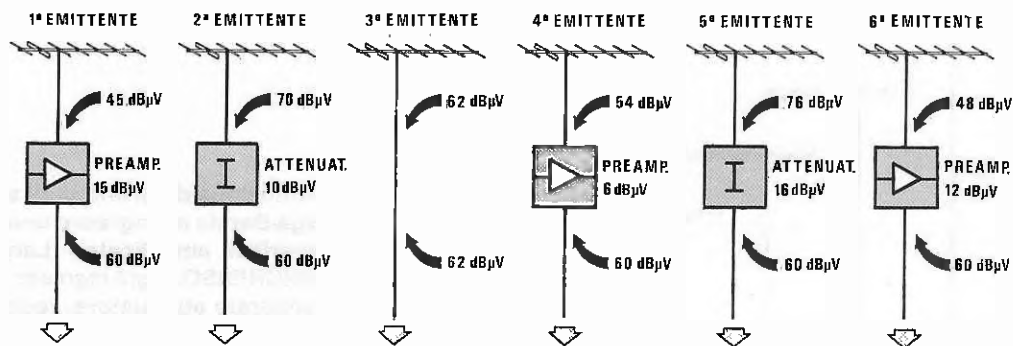 1ª EMITTENTE
2ª EMITTENTE
3ª EMITTENTE
4ª EMITTENTE
5ª EMITTENTE
6ª EMITTENTE
45 dBµV
70 dBµV
62 dBµV
54 dBµV
76 dBµV
48 dBµV
PREAMP.
15 dBµV
ATTENUAT.
10 dBµV
PREAMP.
6 dBµV
ATTENUAT.
16 dBµV
PREAMP.
12 dBµV
60 dBµV
60 dBµV
62 dBµV
60 dBµV
60 dBµV
60 dBµV